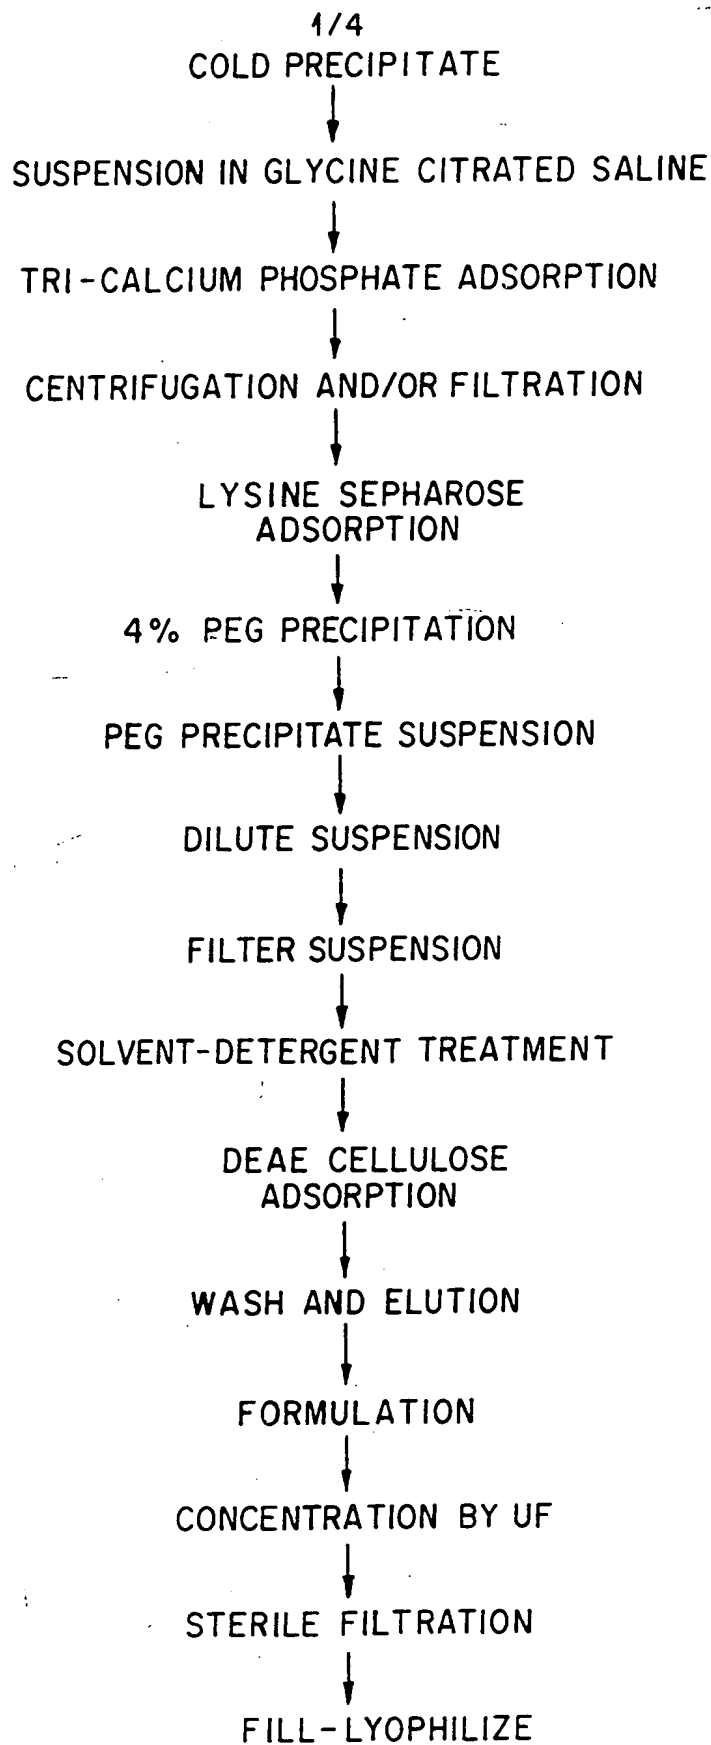 1/4
COLD PRECIPITATE
SUSPENSION IN GLYCINE CITRATED SALINE
TRI-CALCIUM PHOSPHATE ADSORPTION
CENTRIFUGATION AND/OR FILTRATION
LYSINE SEPHAROSE
ADSORPTION
4% PEG PRECIPITATION
PEG PRECIPITATE SUSPENSION
DILUTE SUSPENSION
FILTER SUSPENSION
SOLVENT-DETERGENT TREATMENT
DEAE CELLULOSE
ADSORPTION
WASH AND ELUTION
FORMULATION
CONCENTRATION BY UF
STERILE FILTRATION
FILL-LYOPHILIZE